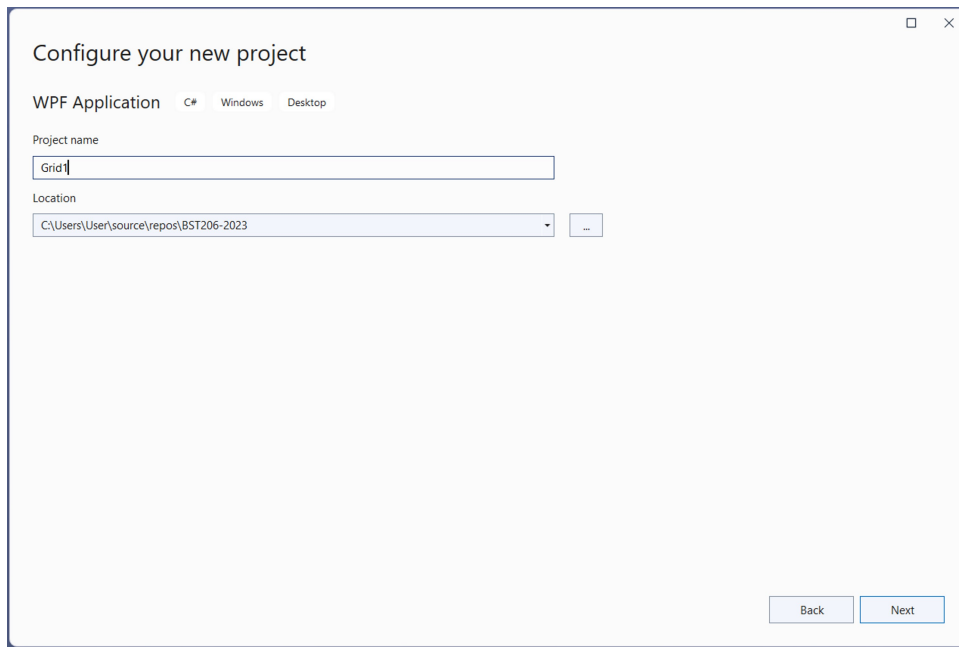 Configure your new project
WPF Application C# Windows Desktop
Project name
Grid1
Location
C:\Users\User\source\repos\BST206-2023
...
Back Next